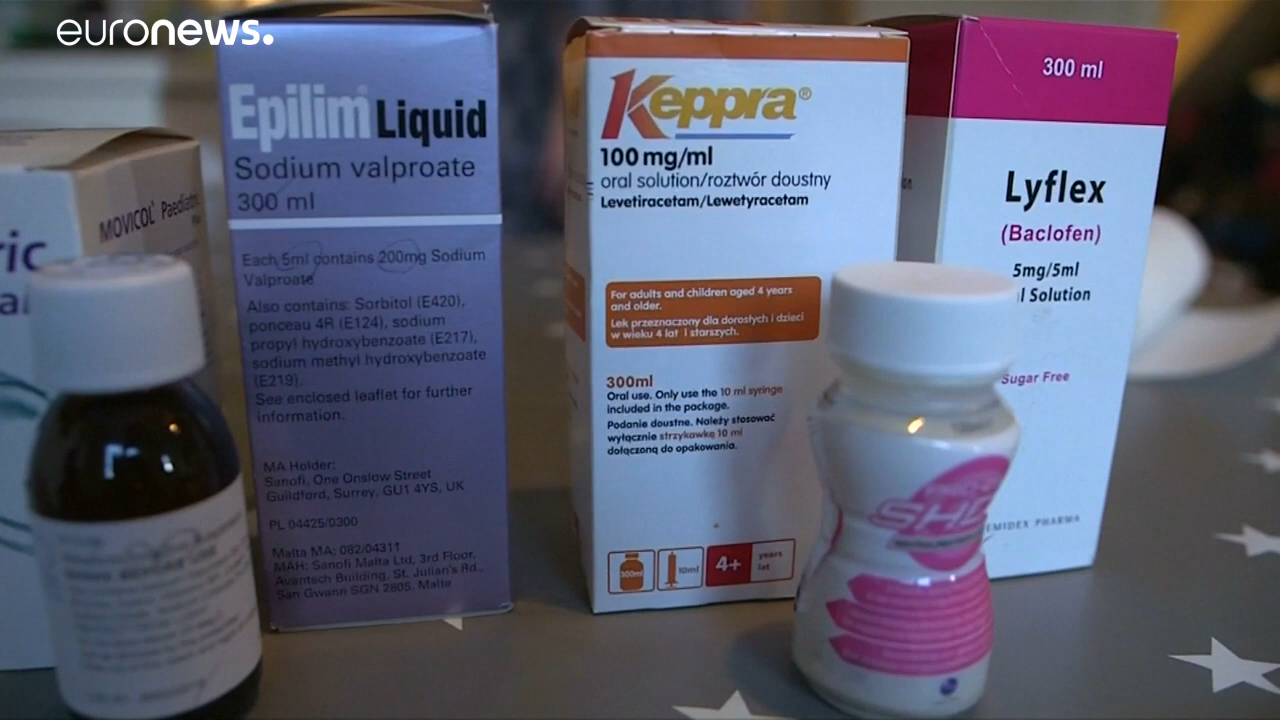 euronews.
MOVICOL Paediatric
ric
Epilim Liquid
Sodium valproate
300 ml
Each 5ml contains 200mg Sodium
Valproate
Also contains: Sorbitol (E420),
ponceau 4R (E124), sodium
propyl hydroxybenzoate (E217),
sodium methyl hydroxybenzoate
(E219).
See enclosed leaflet for further
information.
MA Holder:
Sanofi, One Onslow Street
Guildford, Surrey, GU1 4YS, UK
PL 04425/0300
Malta MA: 082/04311
MAH: Sanofi Malta Ltd, 3rd Floor,
Avantech Building, St. Julian's Rd.,
San Gwann SGN 2805. Malta
Keppra®
100 mg/ml
oral solution/roztwór doustny
Levetiracetam/Lewetyracetam
For adults and children aged 4 years
and older.
Lek przeznaczony dla dorosłych i dzieci
w wieku 4 lat i starszych.
300ml
Oral use. Only use the 10 ml syringe
included in the package.
Podanie doustne. Należy stosować
wyłącznie strzykawkę 10 ml
dołączoną do opakowania.
300ml
10ml
4+
years
lat
300 ml
Lyflex
(Baclofen)
5mg/5ml
l Solution
Sugar Free
EMIDEX PHARMA
SHO